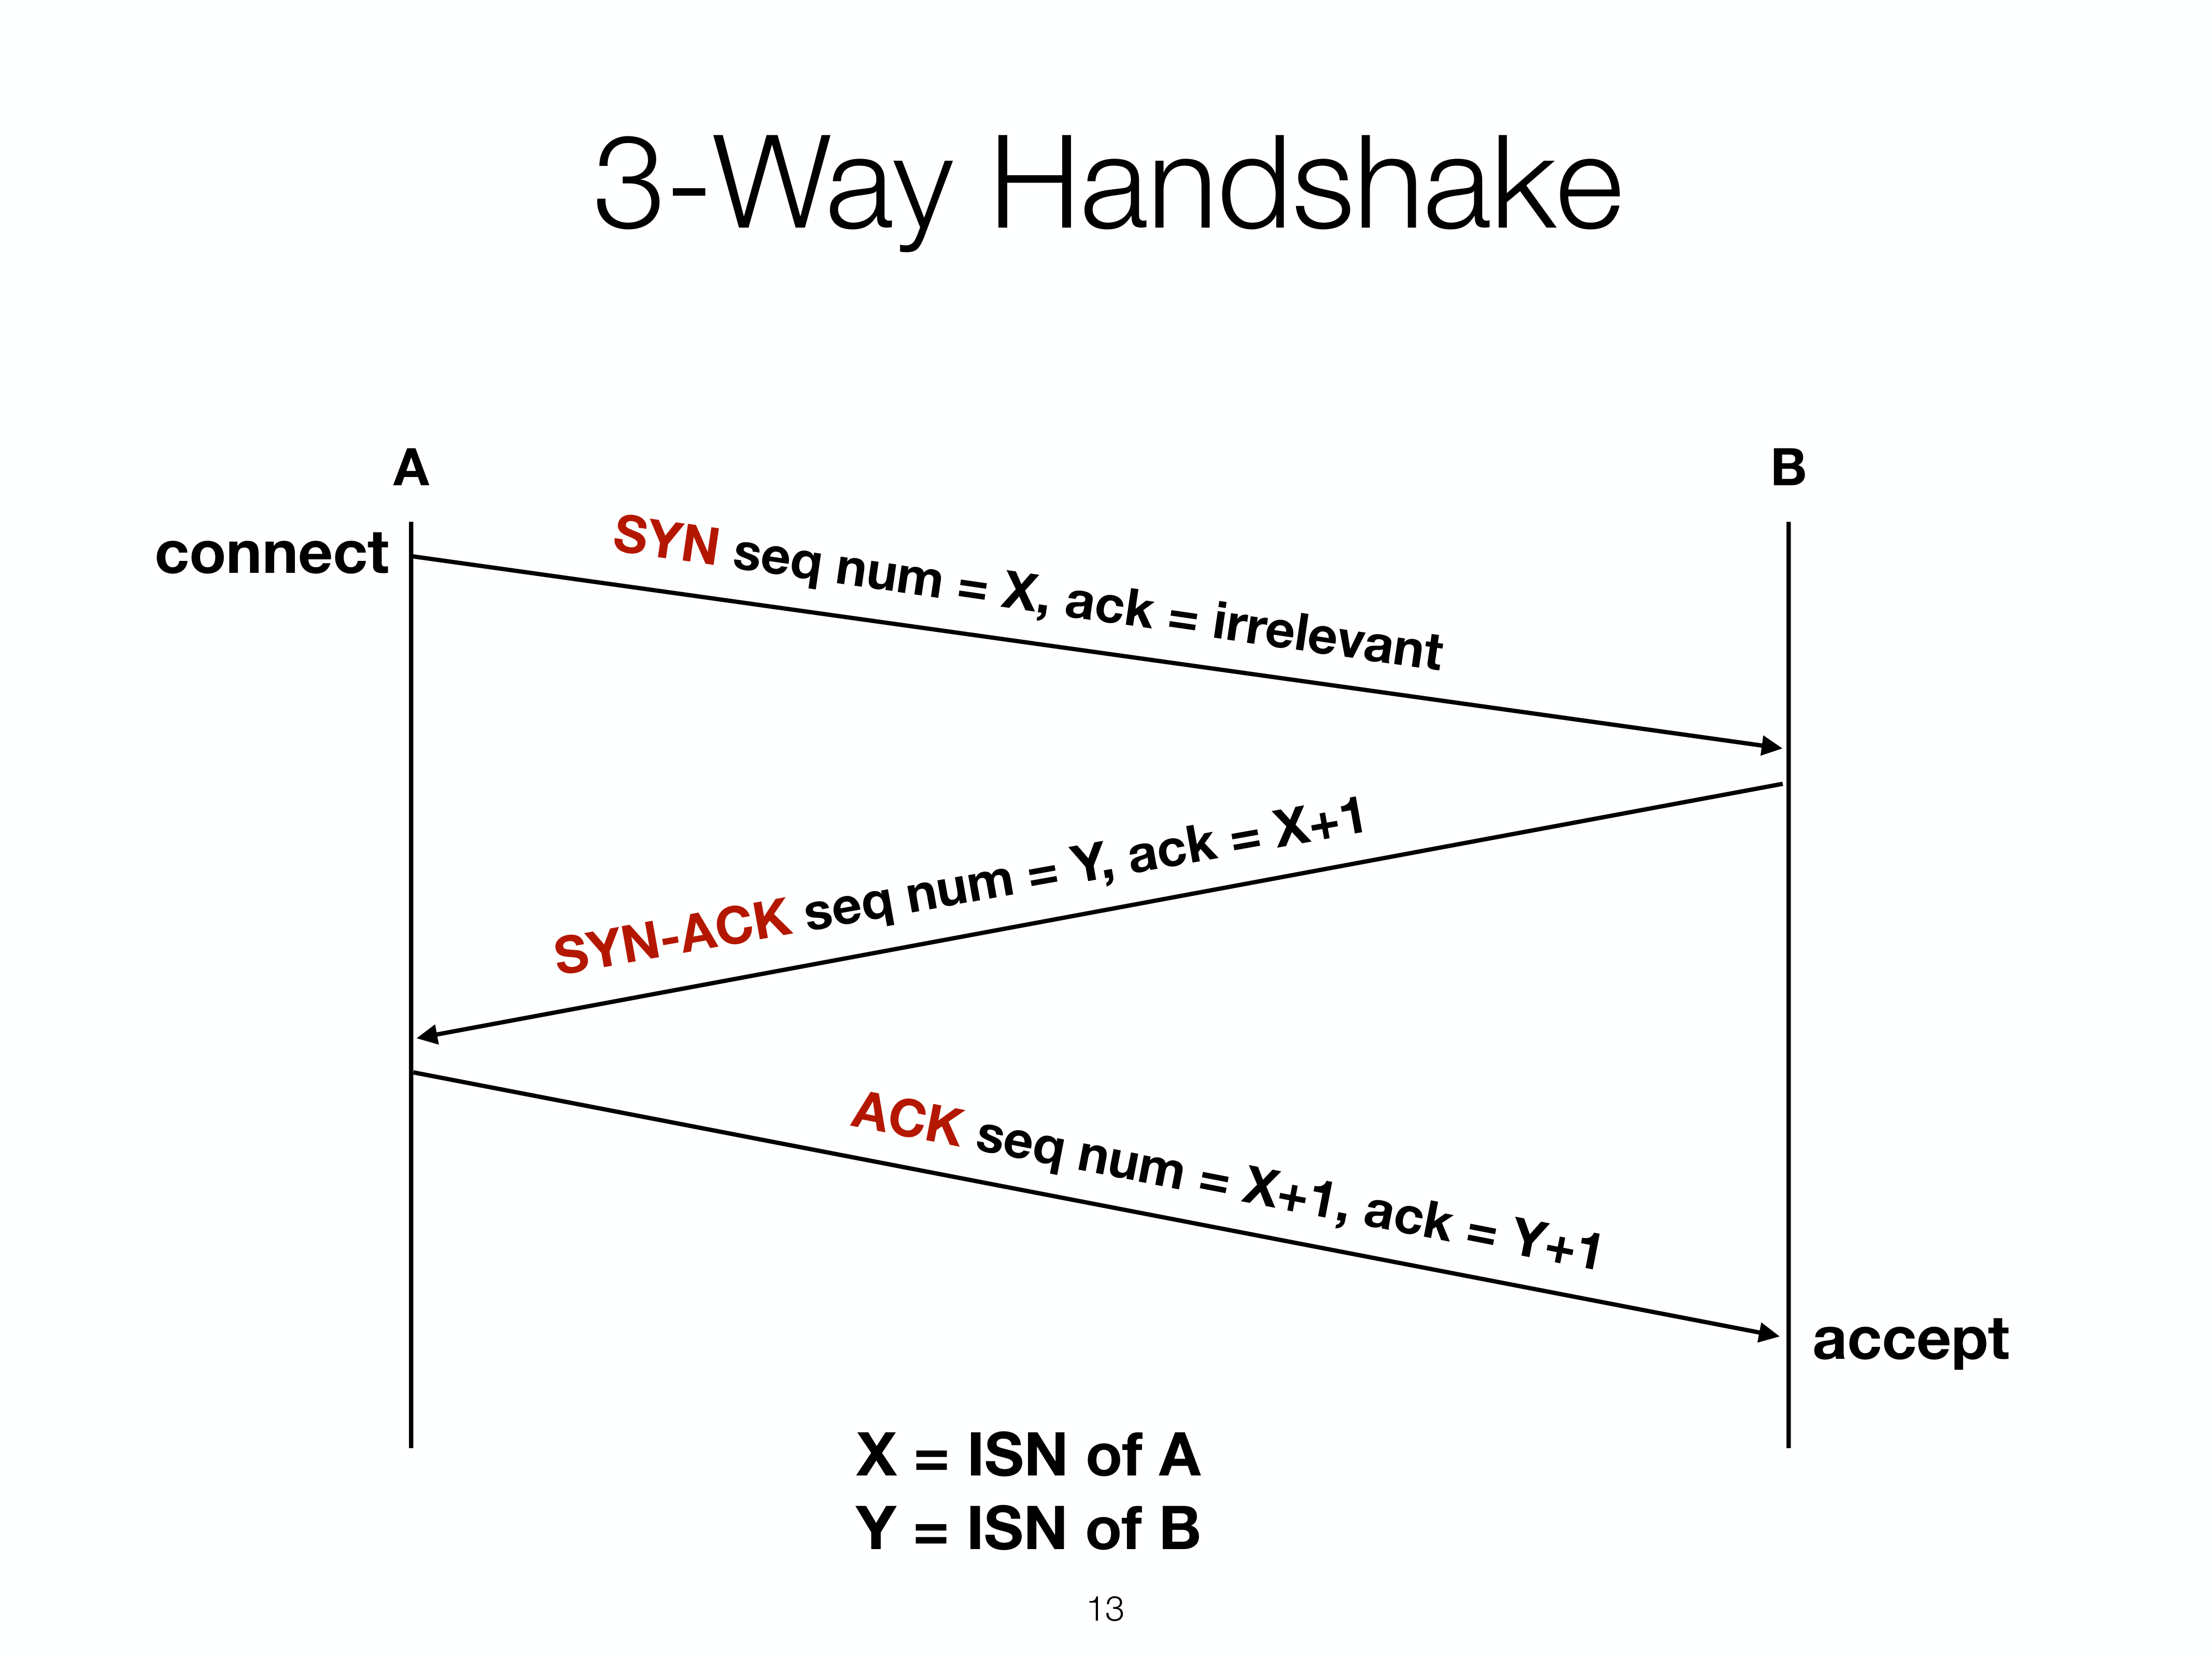 3-Way Handshake
A
B
connect
SYN seq num = X, ack = irrelevant
SYN-ACK seq num = Y, ack = X+1
ACK seq num = X+1, ack = Y+1
accept
X = ISN of A
Y = ISN of B
13